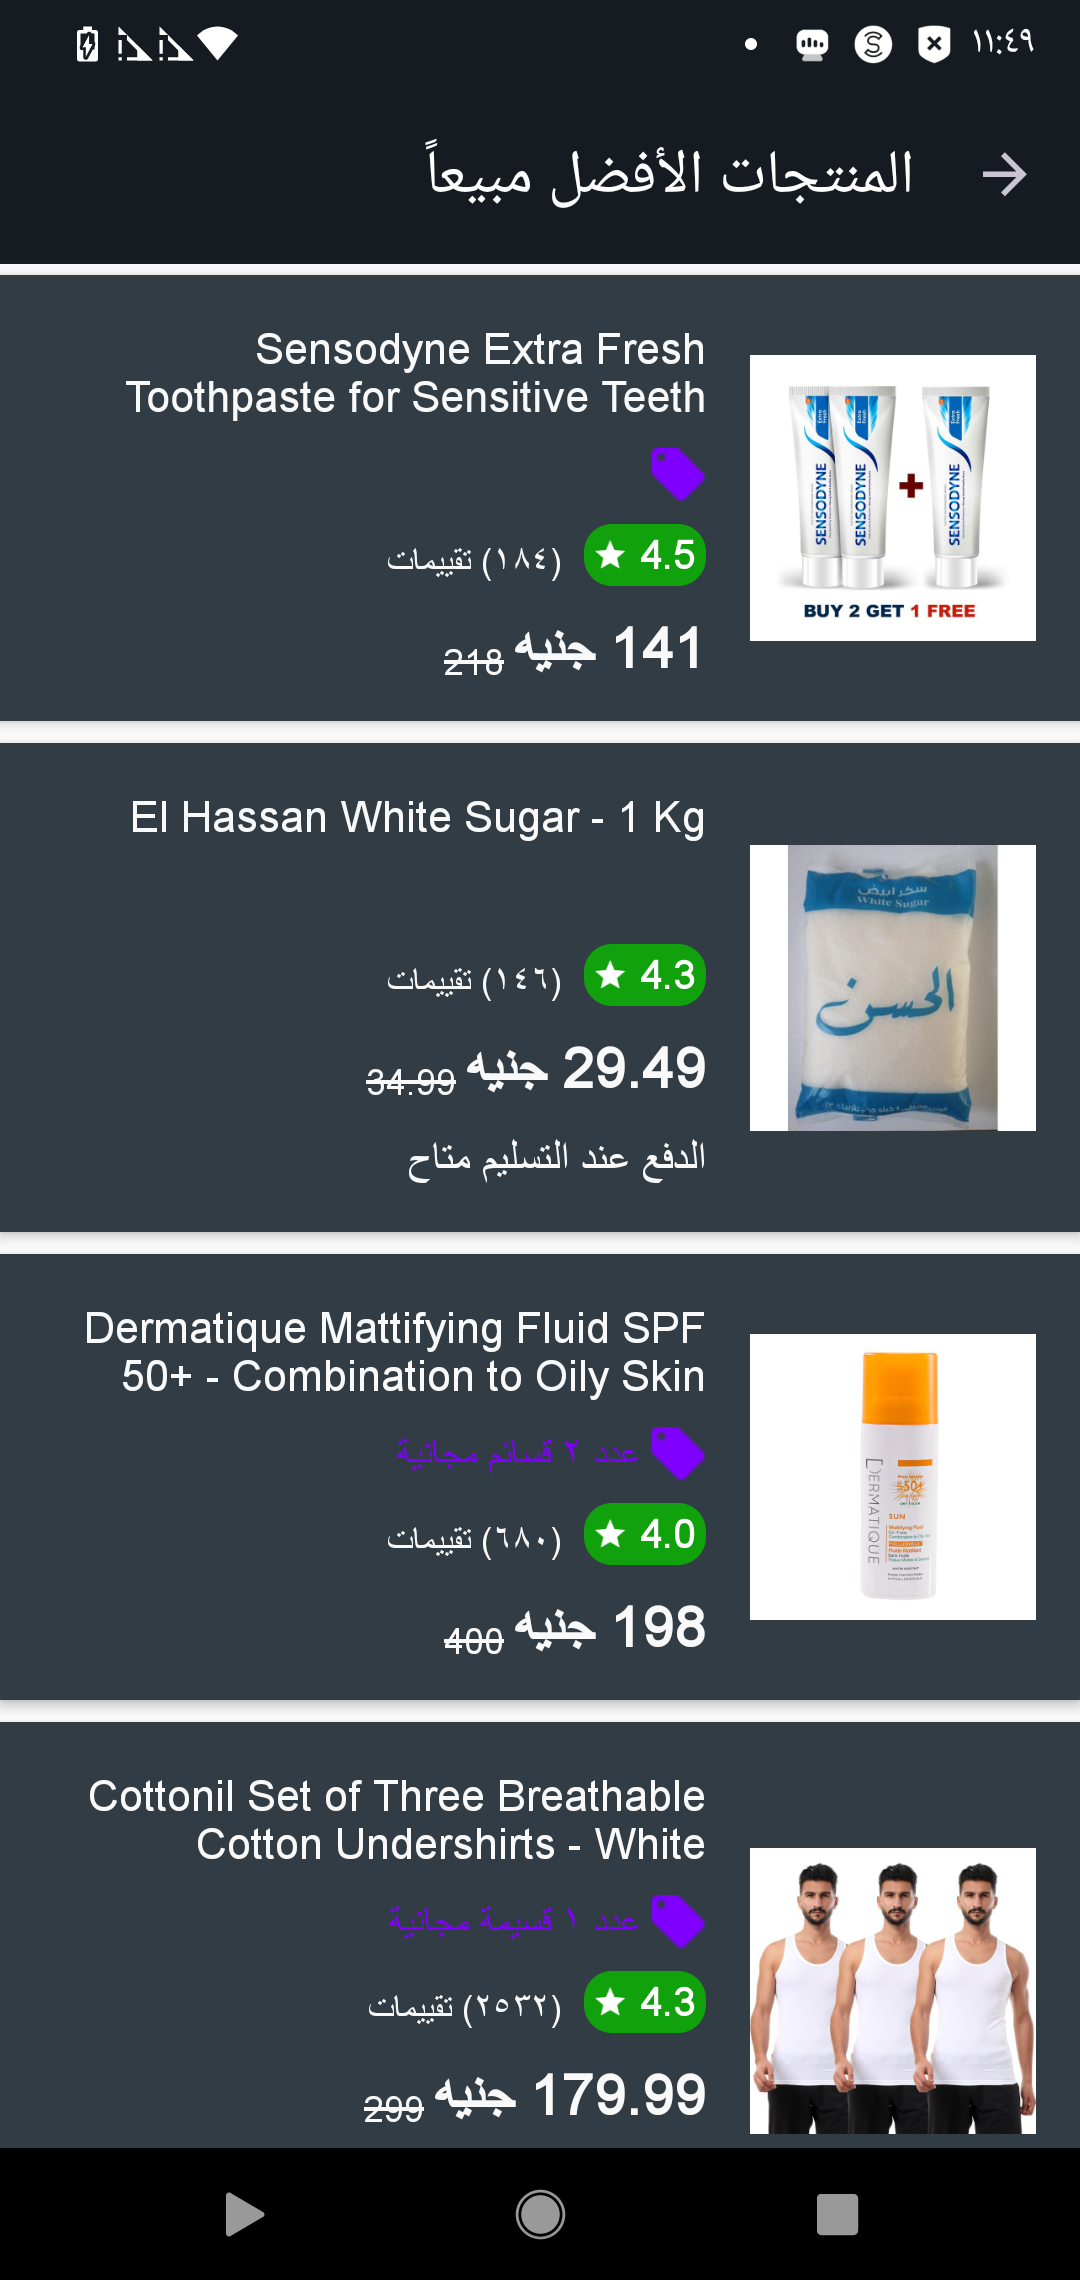 ١١:٤٩
المنتجات الأفضل مبيعاً
Sensodyne Extra Fresh
Toothpaste for Sensitive Teeth
4.5 (١٨٤) تقييمات
141 جنيه 218
SENSODYNE
SENSODYNE
SENSODYNE
BUY 2 GET 1 FREE
El Hassan White Sugar - 1 Kg
4.3 (١٤٦) تقييمات
29.49 جنيه 34.99
الدفع عند التسليم متاح
سكر ابيض
White Sugar
الحسن
Dermatique Mattifying Fluid SPF
50+ - Combination to Oily Skin
عدد ٢ قسائم مجانية
4.0 (٦٨٠) تقييمات
198 جنيه 400
DERMATIQUE
50+
SUN
Cottonil Set of Three Breathable
Cotton Undershirts - White
عدد ١ قسيمة مجانية
4.3 (٢٥٣٢) تقييمات
179.99 جنيه 299